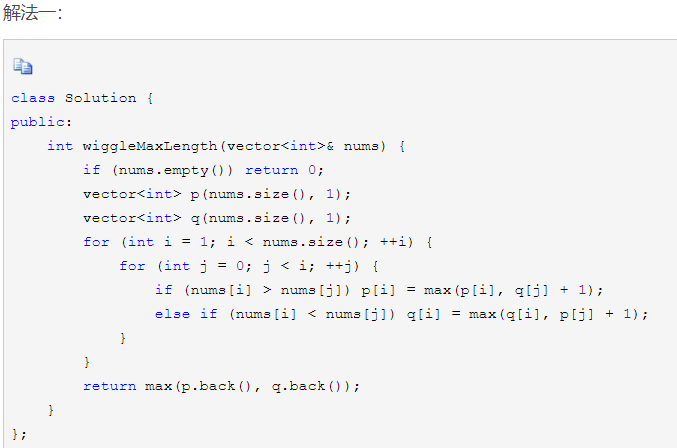 解法一：
class Solution {
public:
    int wiggleMaxLength(vector<int>& nums) {
        if (nums.empty()) return 0;
        vector<int> p(nums.size(), 1);
        vector<int> q(nums.size(), 1);
        for (int i = 1; i < nums.size(); ++i) {
            for (int j = 0; j < i; ++j) {
                if (nums[i] > nums[j]) p[i] = max(p[i], q[j] + 1);
                else if (nums[i] < nums[j]) q[i] = max(q[i], p[j] + 1);
            }
        }
        return max(p.back(), q.back());
    }
};